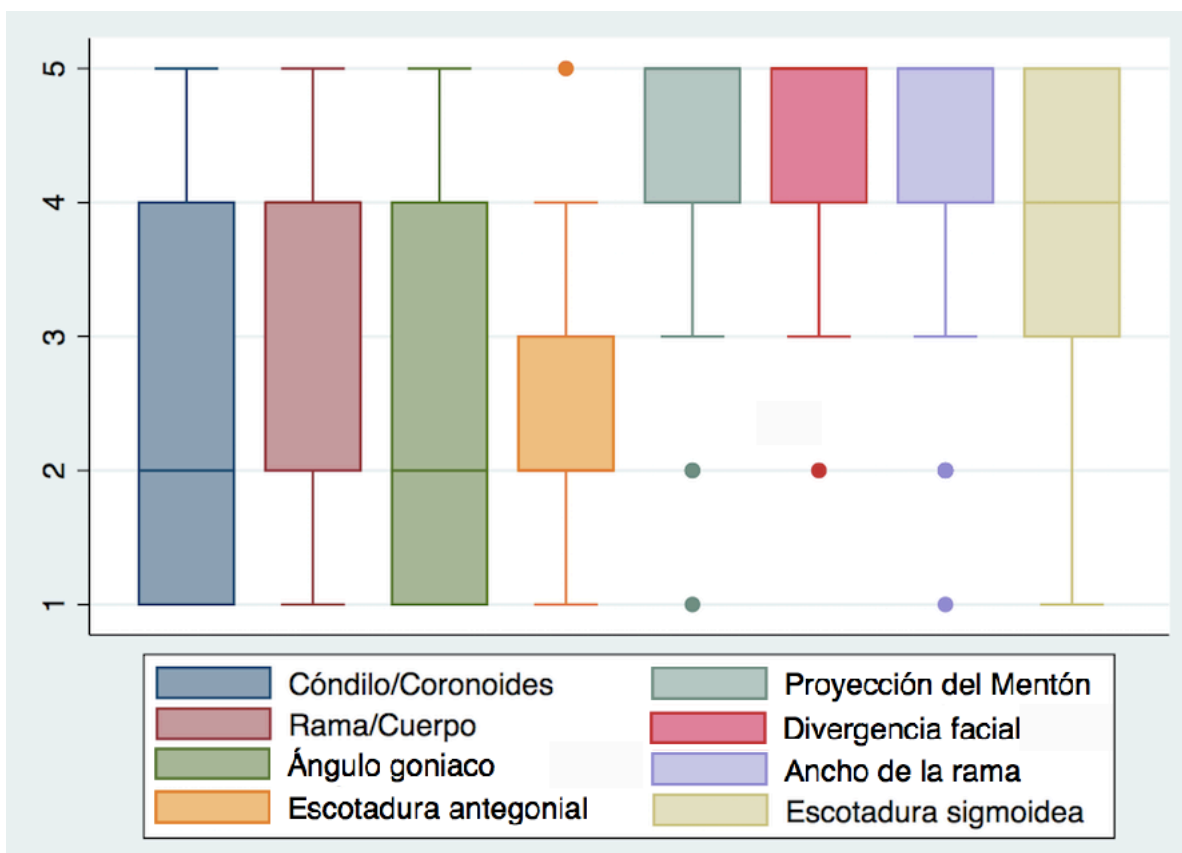 5
4
3
2
1
Cóndilo/Coronoides
Proyección del Mentón
Rama/Cuerpo
Divergencia facial
Ángulo goniaco
Ancho de la rama
Escotadura antegonial
Escotadura sigmoidea